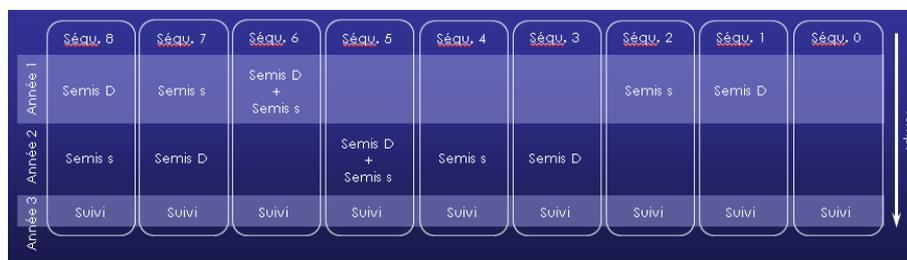 Séqu. 8 Séqu. 7 Séqu. 6 Séqu. 5 Séqu. 4 Séqu. 3 Séqu. 2 Séqu. 1 Séqu. 0
Année 1
Semis D Semis s Semis D
+
Semis s Semis s Semis D
Année 2
Semis s Semis D Semis D
+
Semis s Semis s Semis D
Année 3
Suivi Suivi Suivi Suivi Suivi Suivi Suivi Suivi Suivi